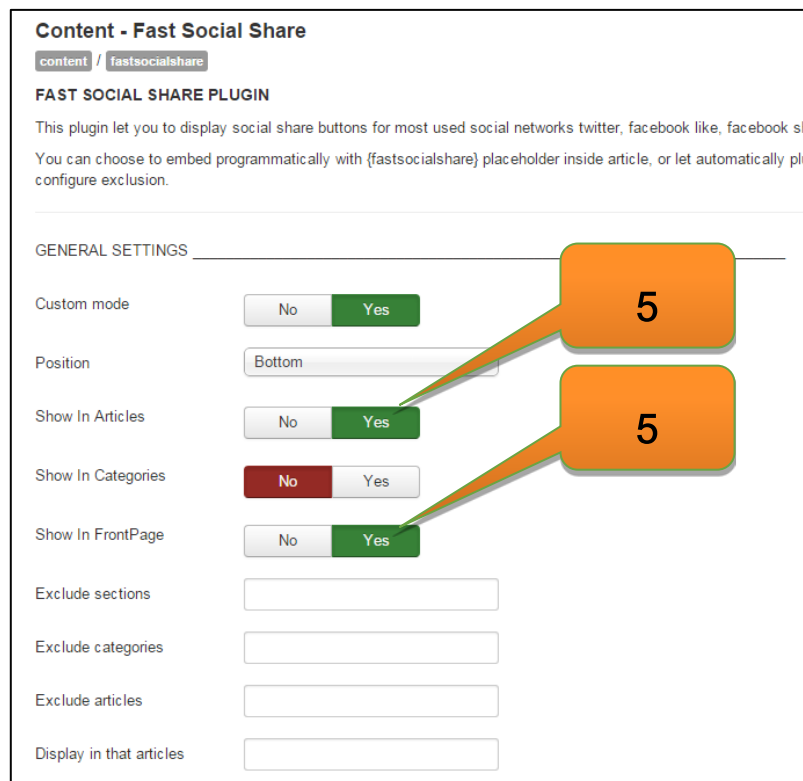 Content - Fast Social Share
content / fastsocialshare
FAST SOCIAL SHARE PLUGIN
This plugin let you to display social share buttons for most used social networks twitter, facebook like, facebook
You can choose to embed programmatically with {fastsocialshare} placeholder inside article, or let automatically
configure exclusion.
GENERAL SETTINGS
Custom mode No Yes
5
Position Bottom
Show In Articles No Yes
5
Show In Categories No Yes
Show In FrontPage No Yes
Exclude sections
Exclude categories
Exclude articles
Display in that articles